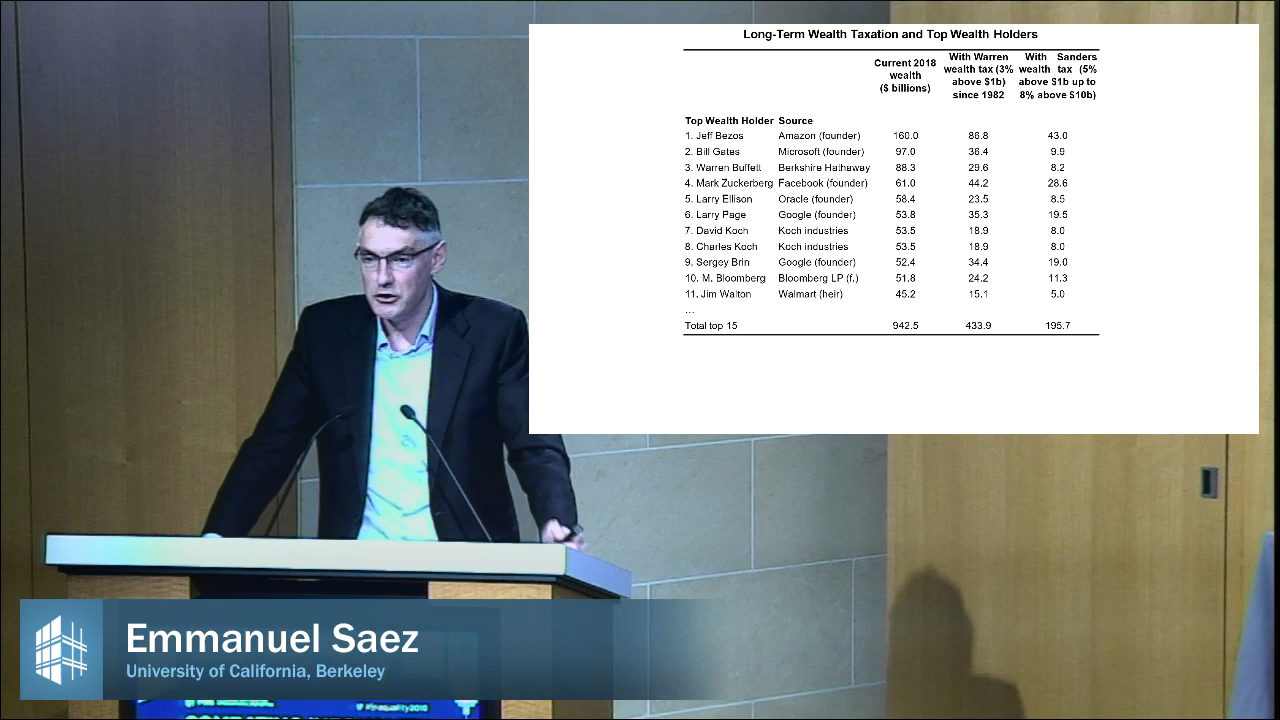 Long-Term Wealth Taxation and Top Wealth Holders
Current 2018 wealth ($ billions) With Warren wealth tax (3% above $1b) since 1982 With Sanders wealth tax (5% above $1b up to 8% above $10b)
Top Wealth Holder Source
1. Jeff Bezos Amazon (founder) 160.0 86.8 43.0
2. Bill Gates Microsoft (founder) 97.0 36.4 9.9
3. Warren Buffett Berkshire Hathaway 88.3 29.6 8.2
4. Mark Zuckerberg Facebook (founder) 61.0 44.2 28.6
5. Larry Ellison Oracle (founder) 58.4 23.5 8.5
6. Larry Page Google (founder) 53.8 35.3 19.5
7. David Koch Koch industries 53.5 18.9 8.0
8. Charles Koch Koch industries 53.5 18.9 8.0
9. Sergey Brin Google (founder) 52.4 34.4 19.0
10. M. Bloomberg Bloomberg LP (f.) 51.8 24.2 11.3
11. Jim Walton Walmart (heir) 45.2 15.1 5.0
...
Total top 15 942.5 433.9 195.7
Emmanuel Saez
University of California, Berkeley